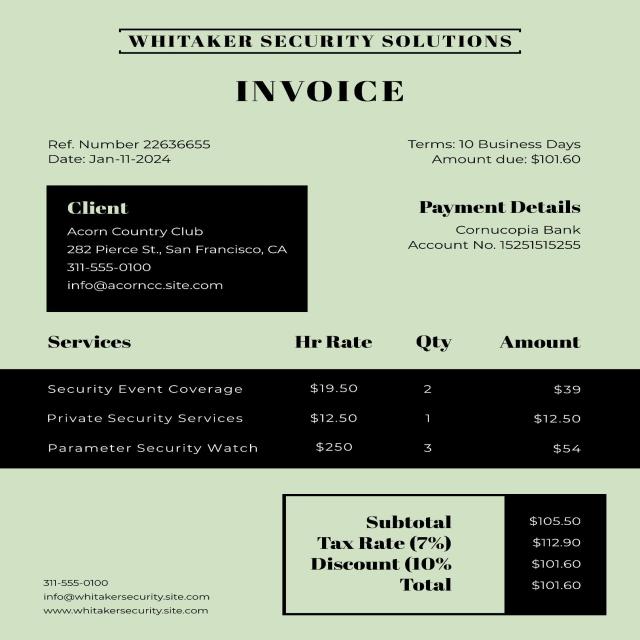 WHITAKER SECURITY SOLUTIONS
INVOICE
Ref. Number 22636655
Date: Jan-11-2024
Terms: 10 Business Days
Amount due: $101.60
Client
Acorn Country Club
282 Pierce St., San Francisco, CA
311-555-0100
info@acorncc.site.com
Payment Details
Cornucopia Bank
Account No. 15251515255
Services Hr Rate Qty Amount
Security Event Coverage $19.50 2 $39
Private Security Services $12.50 1 $12.50
Parameter Security Watch $250 3 $54
Subtotal $105.50
Tax Rate (7%) $112.90
Discount (10% $101.60
Total $101.60
311-555-0100
info@whitakersecurity.site.com
www.whitakersecurity.site.com